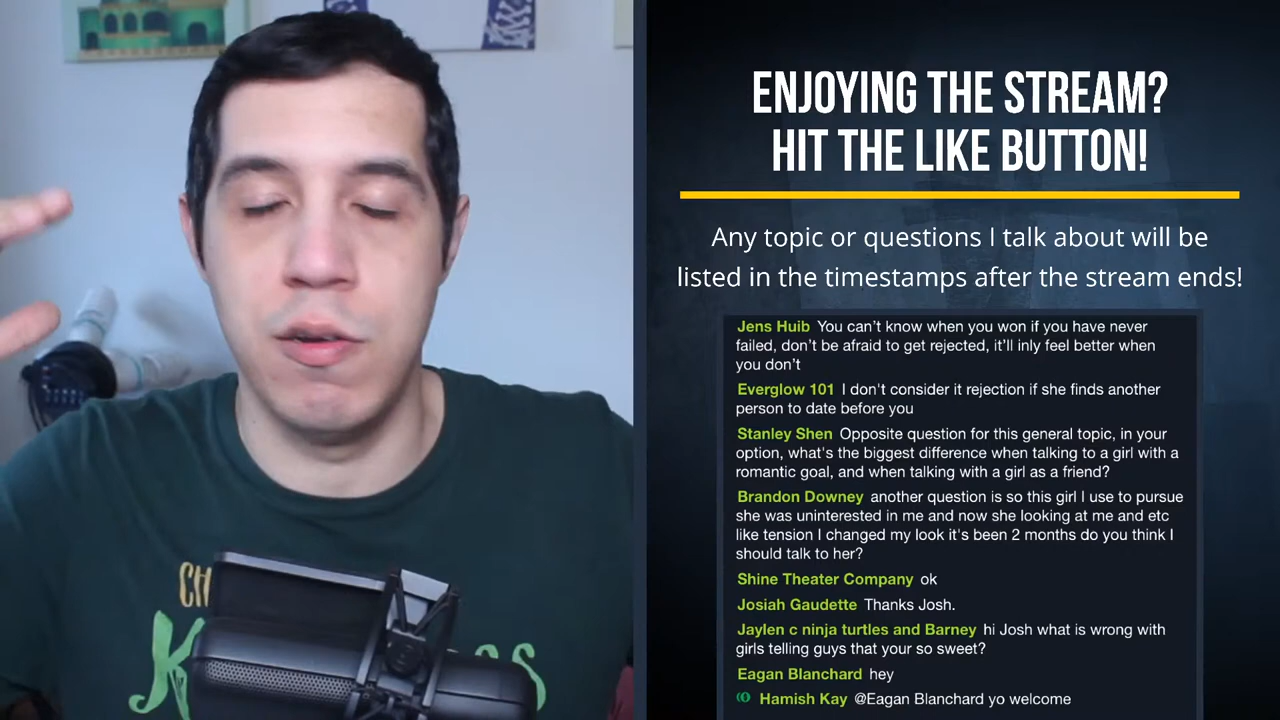 ENJOYING THE STREAM?
HIT THE LIKE BUTTON!
Any topic or questions I talk about will be
listed in the timestamps after the stream ends!
Jens Huib You can't know when you won if you have never
failed, don't be afraid to get rejected, it'll inly feel better when
you don't
Everglow 101 I don't consider it rejection if she finds another
person to date before you
Stanley Shen Opposite question for this general topic, in your
option, what's the biggest difference when talking to a girl with a
romantic goal, and when talking with a girl as a friend?
Brandon Downey another question is so this girl I use to pursue
she was uninterested in me and now she looking at me and etc
like tension I changed my look it's been 2 months do you think I
should talk to her?
Shine Theater Company ok
Josiah Gaudette Thanks Josh.
Jaylen c ninja turtles and Barney hi Josh what is wrong with
girls telling guys that your so sweet?
Eagan Blanchard hey
Hamish Kay @Eagan Blanchard yo welcome